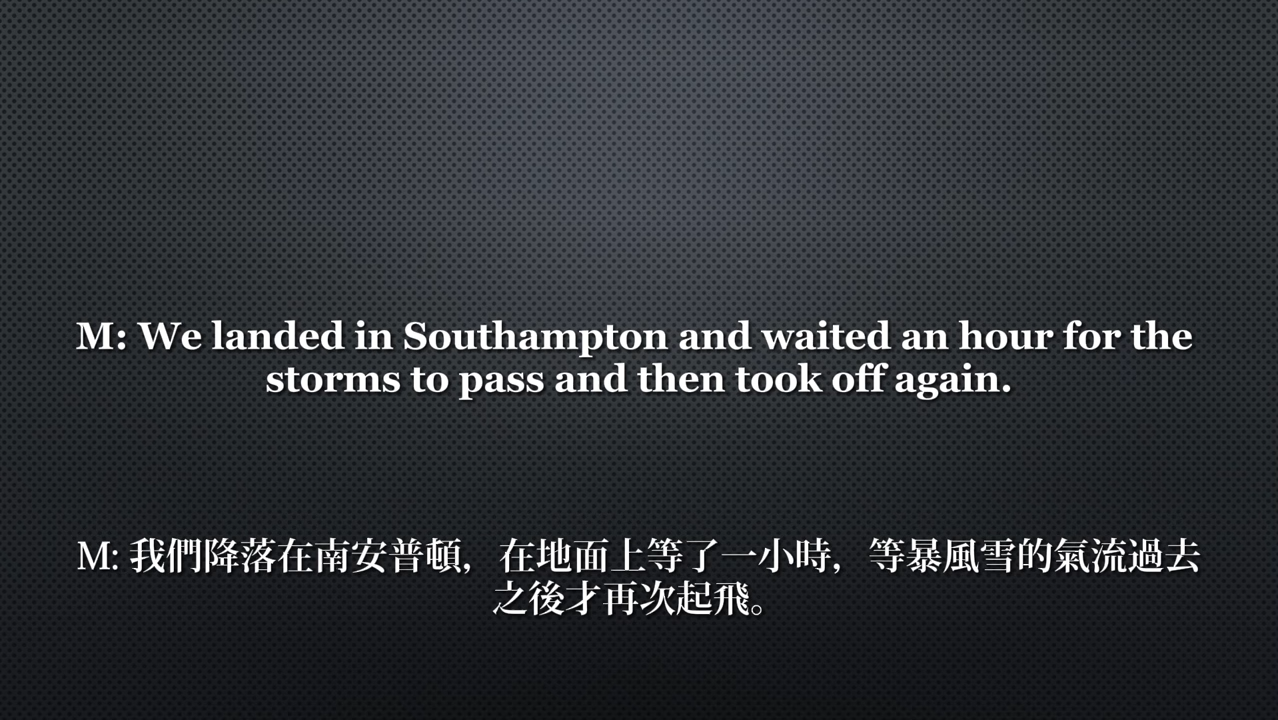 M: We landed in Southampton and waited an hour for the
storms to pass and then took off again.
M: 我們降落在南安普頓，在地面上等了一小時，等暴風雪的氣流過去
之後才再次起飛。